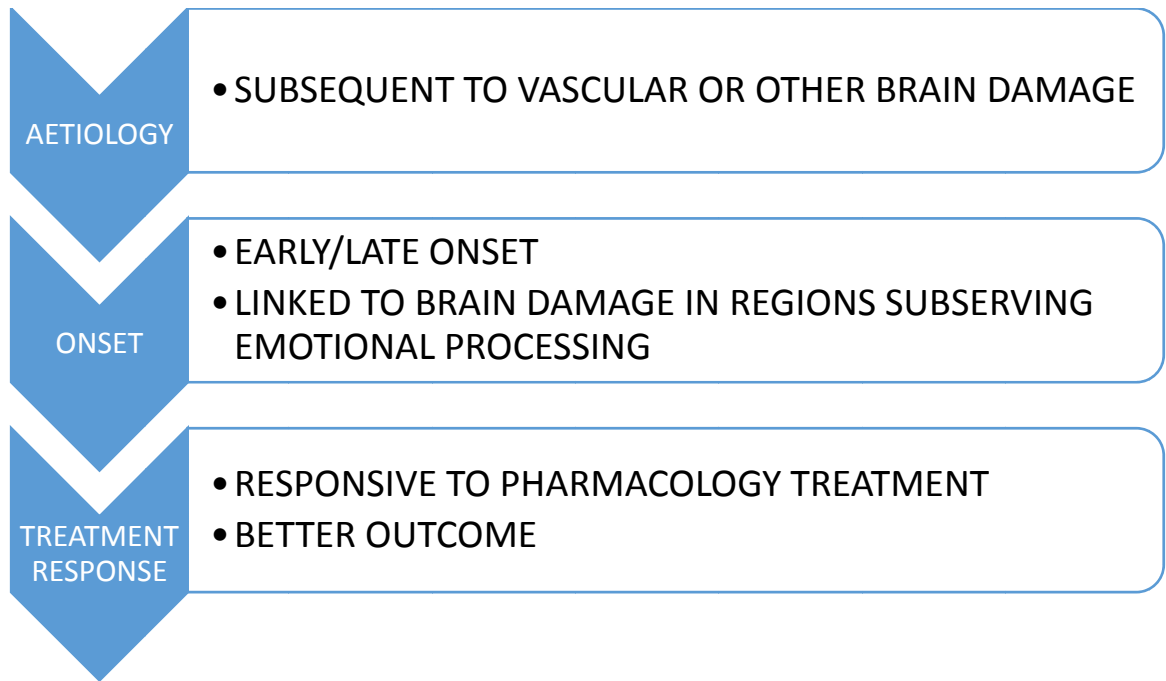 AETIOLOGY
• SUBSEQUENT TO VASCULAR OR OTHER BRAIN DAMAGE
ONSET
• EARLY/LATE ONSET
• LINKED TO BRAIN DAMAGE IN REGIONS SUBSERVING
EMOTIONAL PROCESSING
TREATMENT
RESPONSE
• RESPONSIVE TO PHARMACOLOGY TREATMENT
• BETTER OUTCOME